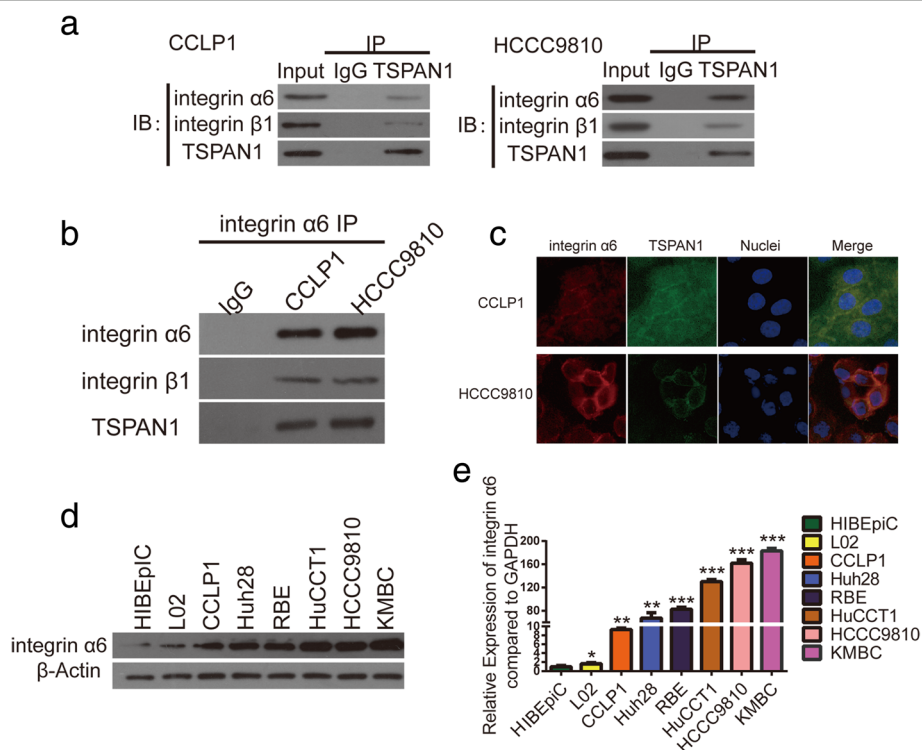 a
CCLP1
IP
Input IgG TSPAN1
IB:
integrin α6
integrin β1
TSPAN1
HCCC9810
IP
Input IgG TSPAN1
IB:
integrin α6
integrin β1
TSPAN1
b
integrin α6 IP
IgG
CCLP1
HCCC9810
integrin α6
integrin β1
TSPAN1
c
integrin α6
TSPAN1
Nuclei
Merge
CCLP1
HCCC9810
d
HIBEpiC
L02
CCLP1
Huh28
RBE
HuCCT1
HCCC9810
KMBC
integrin α6
β-Actin
e
Relative Expression of integrin α6
compared to GAPDH
200
160
120
80
40
8
6
4
2
0
*
**
**
***
***
***
***
HIBEpiC
L02
CCLP1
Huh28
RBE
HuCCT1
HCCC9810
KMBC
HIBEpiC
L02
CCLP1
Huh28
RBE
HuCCT1
HCCC9810
KMBC